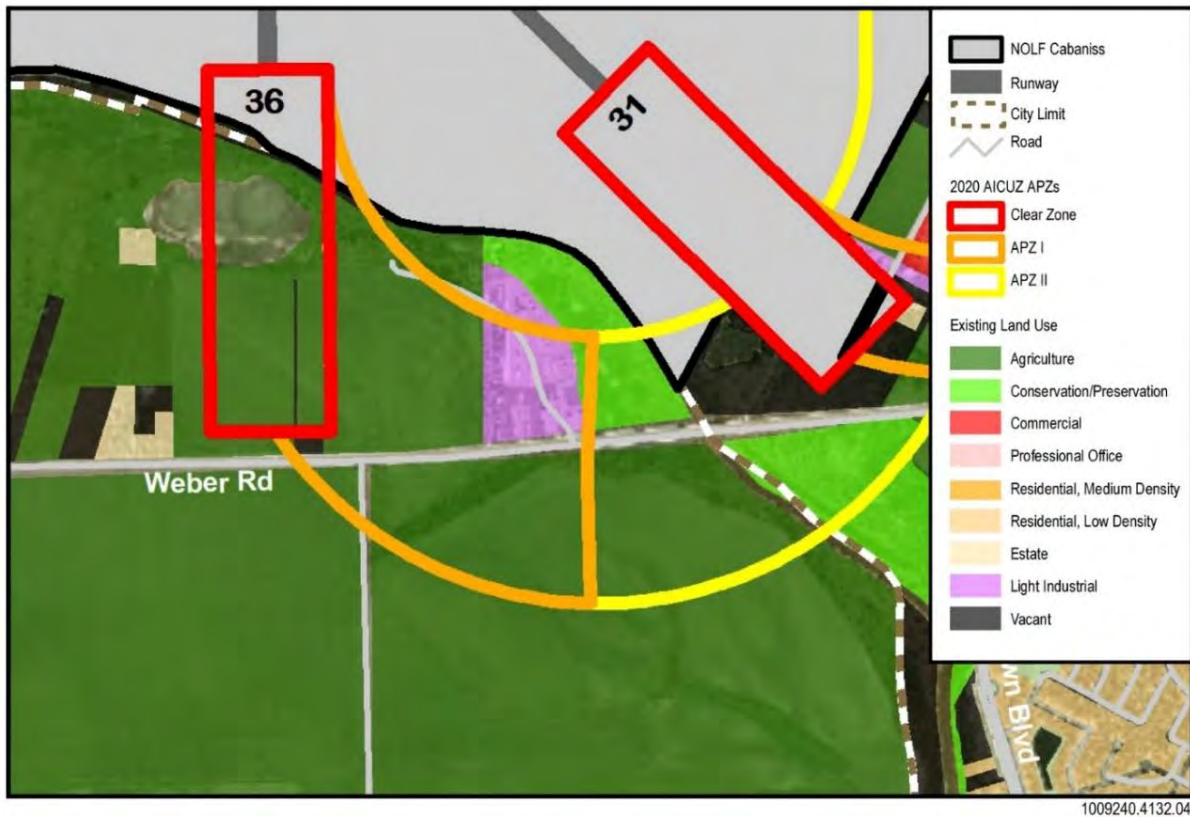 36
31
Weber Rd
wn Blvd
NOLF Cabaniss
Runway
City Limit
Road
2020 AICUZ APZs
Clear Zone
APZ I
APZ II
Existing Land Use
Agriculture
Conservation/Preservation
Commercial
Professional Office
Residential, Medium Density
Residential, Low Density
Estate
Light Industrial
Vacant
1009240.4132.04